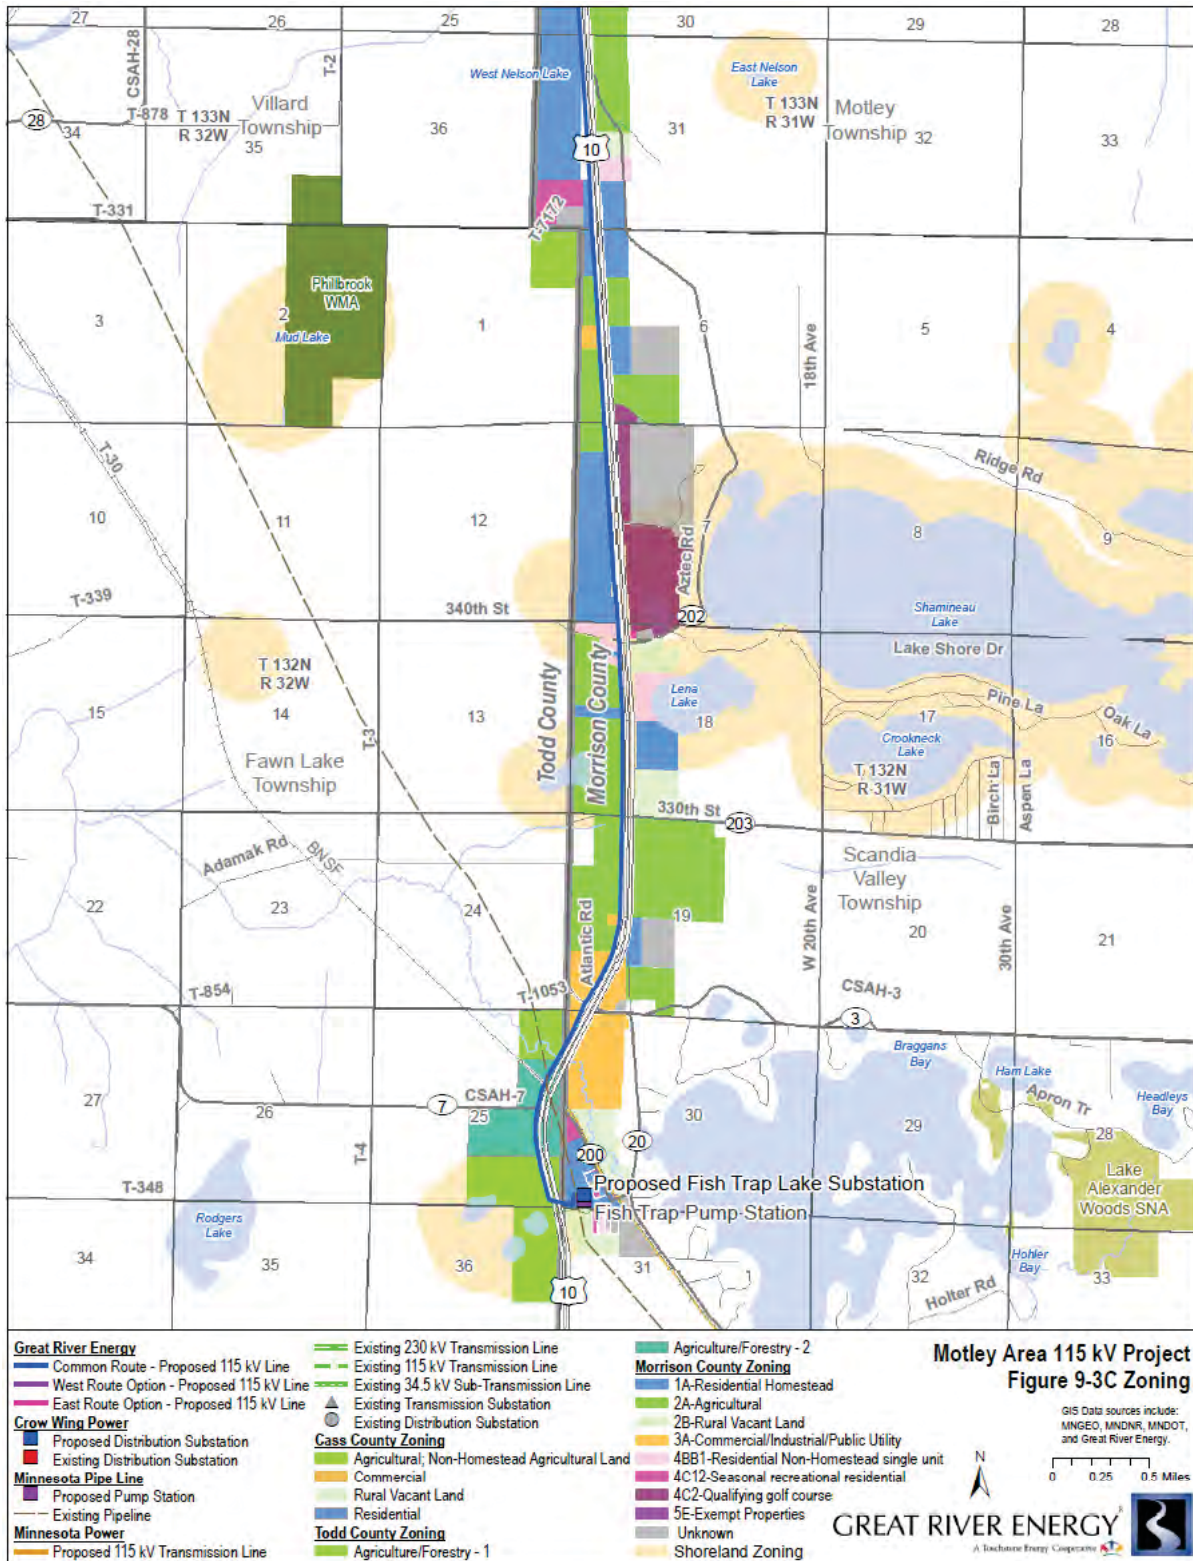 27
26
25
30
29
28
CSAH-28
T-2
West Nelson Lake
East Nelson
Lake
T 133N
R 31W
Motley
Township
Villard
Township
T-878
T 133N
R 32W
28
34
35
36
10
31
32
33
T-331
T-7172
Philbrook
WMA
3
2
Mud Lake
1
6
18th Ave
5
4
T-30
Ridge Rd
10
11
12
7
8
9
Aztec Rd
T-339
340th St
202
Shamineau
Lake
Lake Shore Dr
T 132N
R 32W
Todd County
Morrison County
Lena
Lake
Pine La
Oak La
15
14
13
18
17
16
T-3
Crookneck
Lake
Fawn Lake
Township
T 132N
R 31W
Birch La
Aspen La
330th St
203
Adamak Rd
BNSF
Scandia
Valley
Township
22
23
24
Atlantic Rd
19
W 20th Ave
20
30th Ave
21
T-854
T-1053
CSAH-3
3
Braggans
Bay
Ham Lake
Headleys
Bay
Apron Tr
CSAH-7
7
27
26
25
30
29
28
T-4
20
200
Lake
Alexander
Woods SNA
Proposed Fish Trap Lake Substation
Fish Trap Pump Station
T-348
Rodgers
Lake
34
35
36
31
32
33
Hohler
Bay
Holter Rd
10
Great River Energy
Common Route - Proposed 115 kV Line
West Route Option - Proposed 115 kV Line
East Route Option - Proposed 115 kV Line
Crow Wing Power
Proposed Distribution Substation
Existing Distribution Substation
Minnesota Pipe Line
Proposed Pump Station
Existing Pipeline
Minnesota Power
Proposed 115 kV Transmission Line
Existing 230 kV Transmission Line
Existing 115 kV Transmission Line
Existing 34.5 kV Sub-Transmission Line
Existing Transmission Substation
Existing Distribution Substation
Cass County Zoning
Agricultural; Non-Homestead Agricultural Land
Commercial
Rural Vacant Land
Residential
Todd County Zoning
Agriculture/Forestry - 1
Agriculture/Forestry - 2
Morrison County Zoning
1A-Residential Homestead
2A-Agricultural
2B-Rural Vacant Land
3A-Commercial/Industrial/Public Utility
4BB1-Residential Non-Homestead single unit
4C12-Seasonal recreational residential
4C2-Qualifying golf course
5E-Exempt Properties
Unknown
Shoreland Zoning
Motley Area 115 kV Project
Figure 9-3C Zoning
GIS Data sources include:
MNGEO, MNDNR, MNDOT,
and Great River Energy.
N
0 0.25 0.5 Miles
GREAT RIVER ENERGY
A Touchstone Energy Cooperative